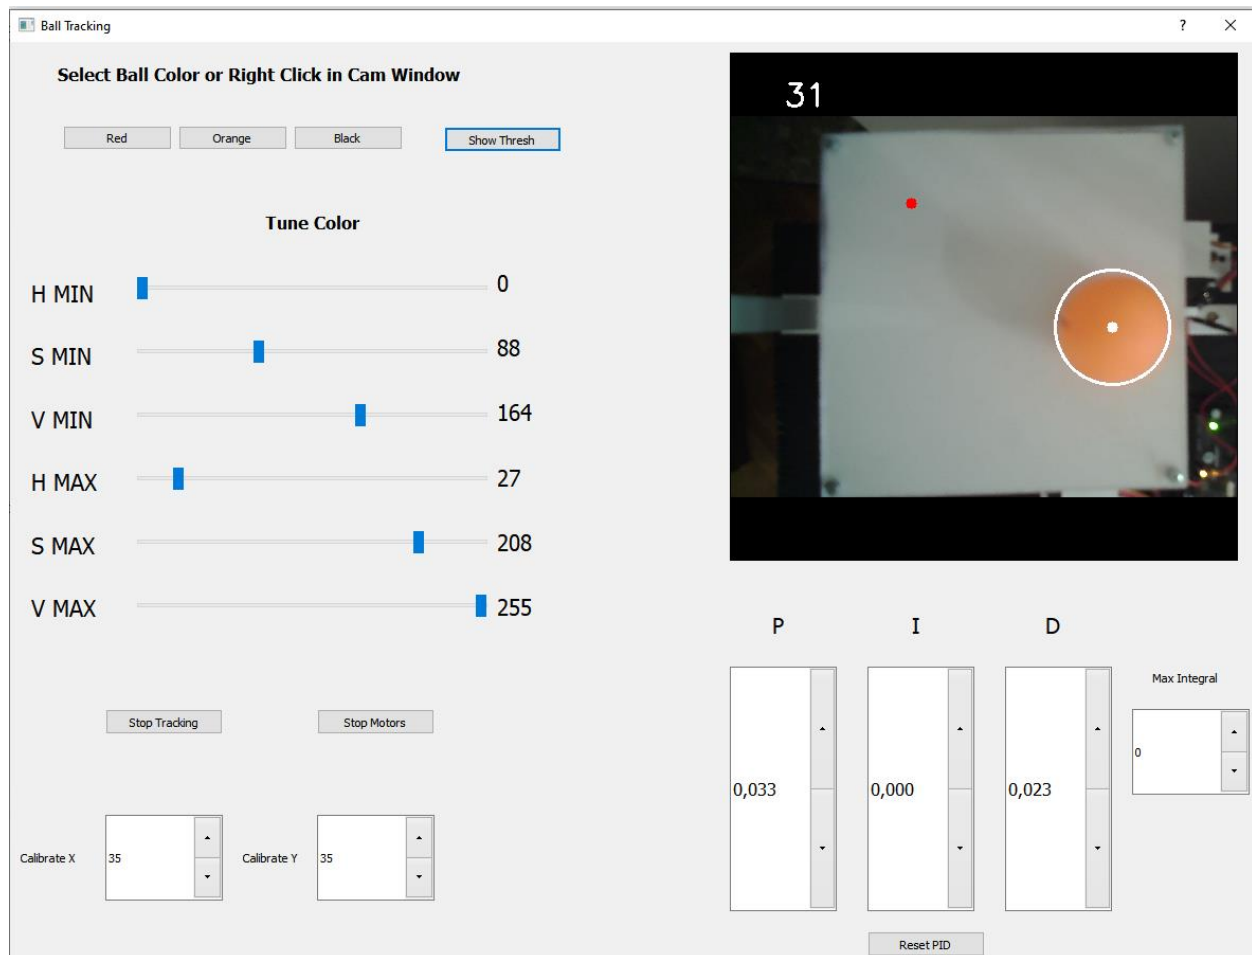 Ball Tracking
Select Ball Color or Right Click in Cam Window
Red Orange Black Show Thresh
Tune Color
H MIN 0
S MIN 88
V MIN 164
H MAX 27
S MAX 208
V MAX 255
Stop Tracking Stop Motors
Calibrate X 35 Calibrate Y 35
31
P I D
Max Integral
0,033 0,000 0,023 0
Reset PID